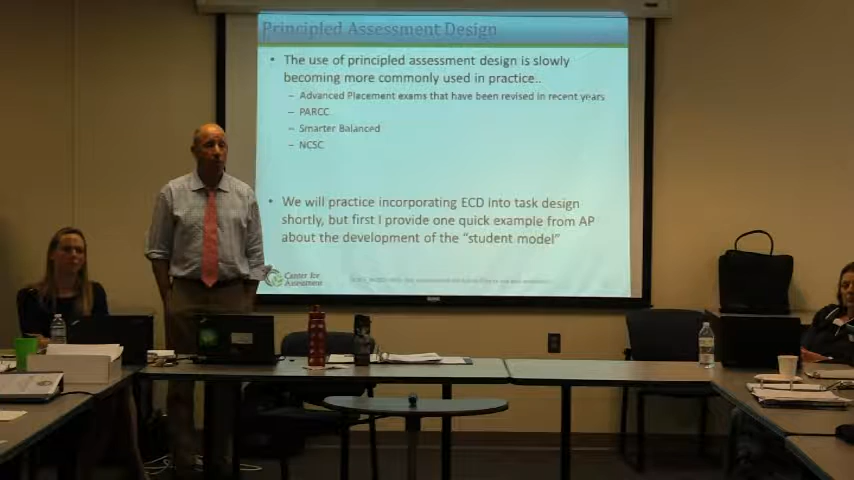 Principled Assessment Design
• The use of principled assessment design is slowly
becoming more commonly used in practice..
– Advanced Placement exams that have been revised in recent years
– PARCC
– Smarter Balanced
– NCSC
• We will practice incorporating ECD into task design
shortly, but first I provide one quick example from AP
about the development of the “student model”
Center for
Assessment